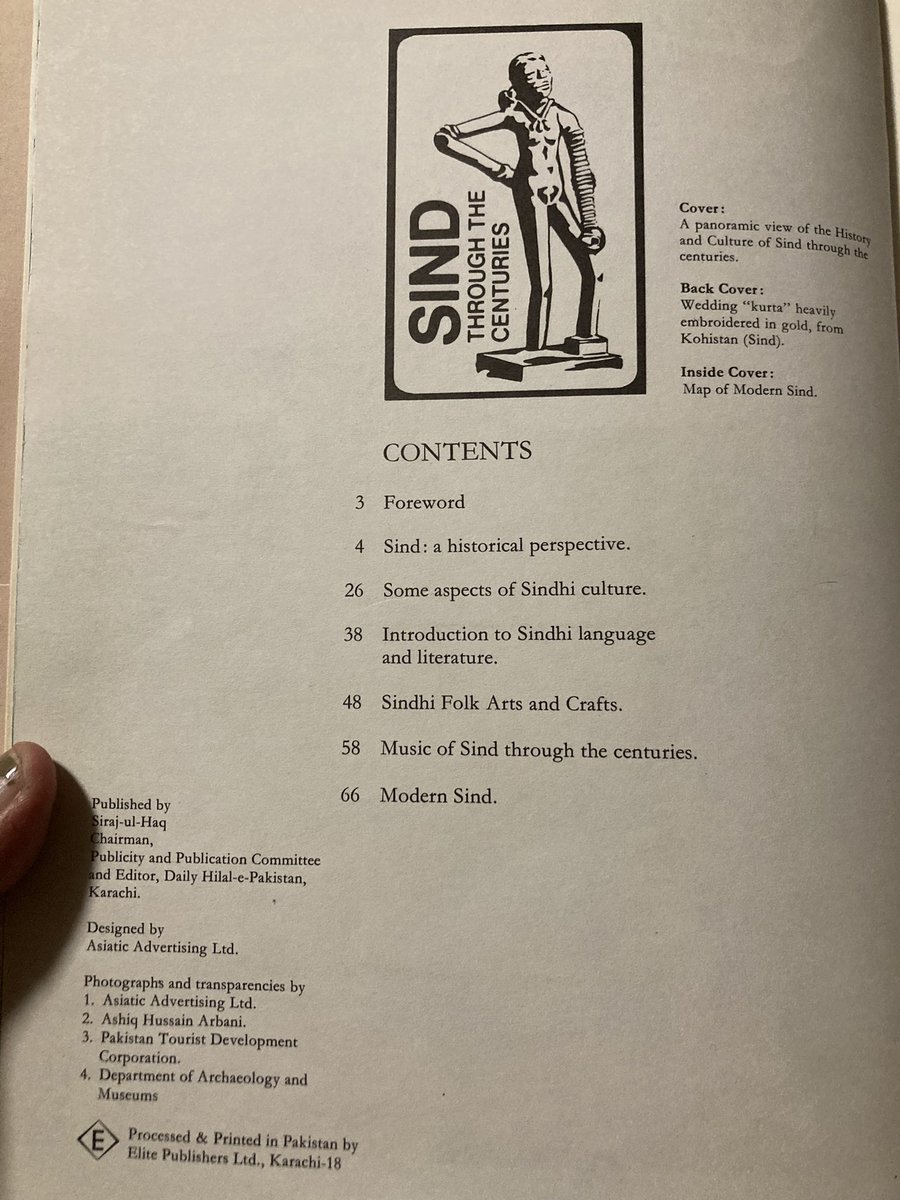 SIND
THROUGH THE
CENTURIES
Cover:
A panoramic view of the History
and Culture of Sind through the
centuries.
Back Cover:
Wedding “kurta” heavily
embroidered in gold, from
Kohistan (Sind).
Inside Cover:
Map of Modern Sind.
CONTENTS
3 Foreword
4 Sind: a historical perspective.
26 Some aspects of Sindhi culture.
38 Introduction to Sindhi language
and literature.
48 Sindhi Folk Arts and Crafts.
58 Music of Sind through the centuries.
66 Modern Sind.
Published by
Siraj-ul-Haq
Chairman,
Publicity and Publication Committee
and Editor, Daily Hilal-e-Pakistan,
Karachi.
Designed by
Asiatic Advertising Ltd.
Photographs and transparencies by
1. Asiatic Advertising Ltd.
2. Ashiq Hussain Arbani.
3. Pakistan Tourist Development
Corporation.
4. Department of Archaeology and
Museums
E
Processed & Printed in Pakistan by
Elite Publishers Ltd., Karachi-18